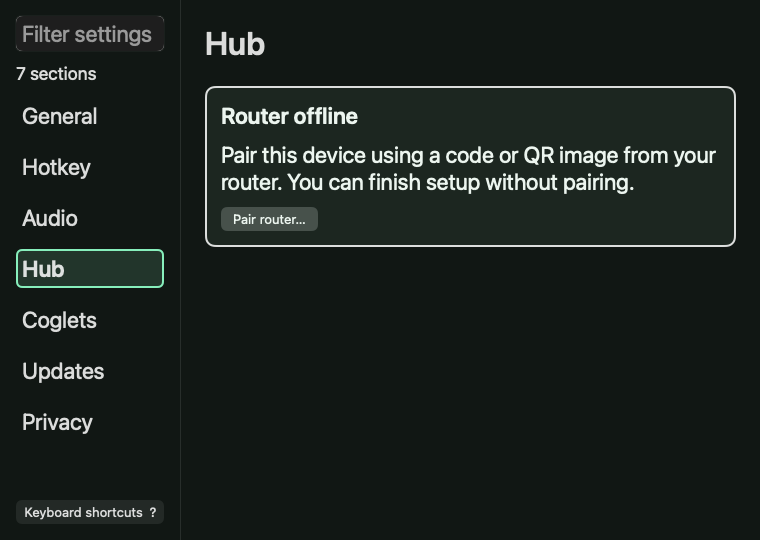 Filter settings
7 sections
General
Hotkey
Audio
Hub
Coglets
Updates
Privacy
Keyboard shortcuts ?
Hub
Router offline
Pair this device using a code or QR image from your
router. You can finish setup without pairing.
Pair router...